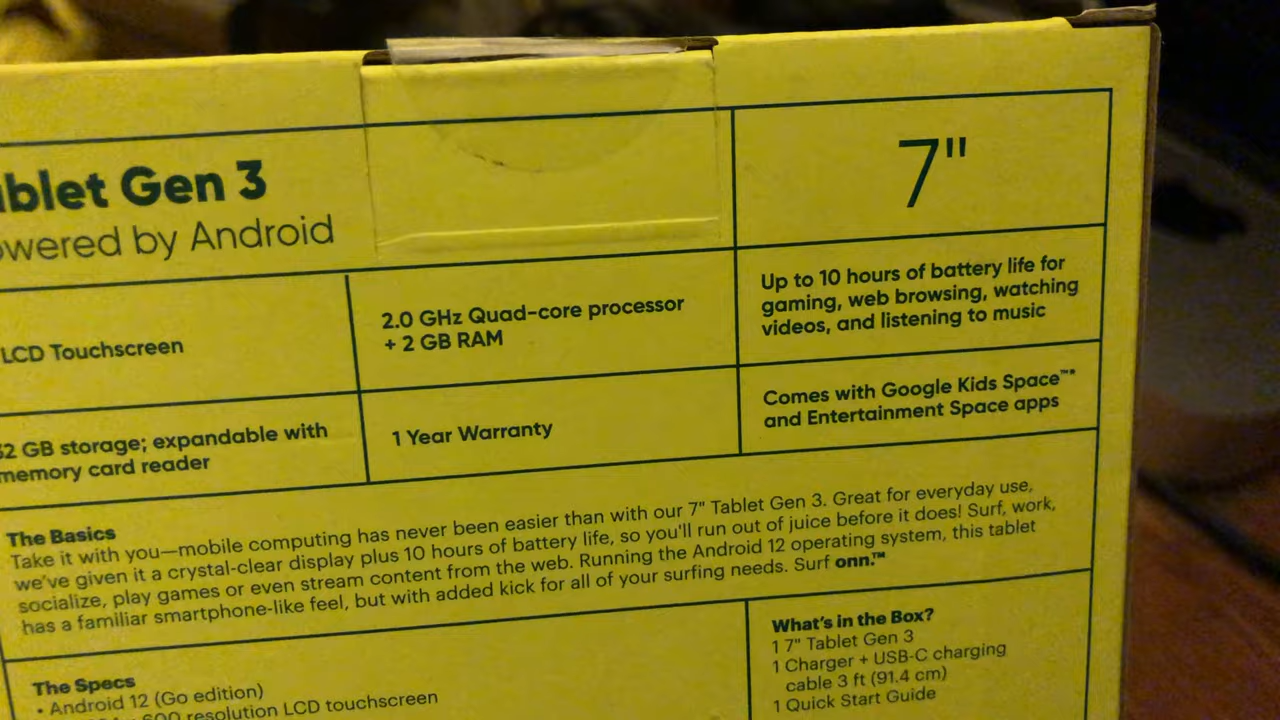 Tablet Gen 3
Powered by Android
7"
LCD Touchscreen
2.0 GHz Quad-core processor
+ 2 GB RAM
Up to 10 hours of battery life for
gaming, web browsing, watching
videos, and listening to music
32 GB storage; expandable with
memory card reader
1 Year Warranty
Comes with Google Kids Space™*
and Entertainment Space apps
The Basics
Take it with you—mobile computing has never been easier than with our 7" Tablet Gen 3. Great for everyday use,
we've given it a crystal-clear display plus 10 hours of battery life, so you'll run out of juice before it does! Surf, work,
socialize, play games or even stream content from the web. Running the Android 12 operating system, this tablet
has a familiar smartphone-like feel, but with added kick for all of your surfing needs. Surf onn.™
The Specs
• Android 12 (Go edition)
600 resolution LCD touchscreen
What's in the Box?
1 7" Tablet Gen 3
1 Charger + USB-C charging
cable 3 ft (91.4 cm)
1 Quick Start Guide